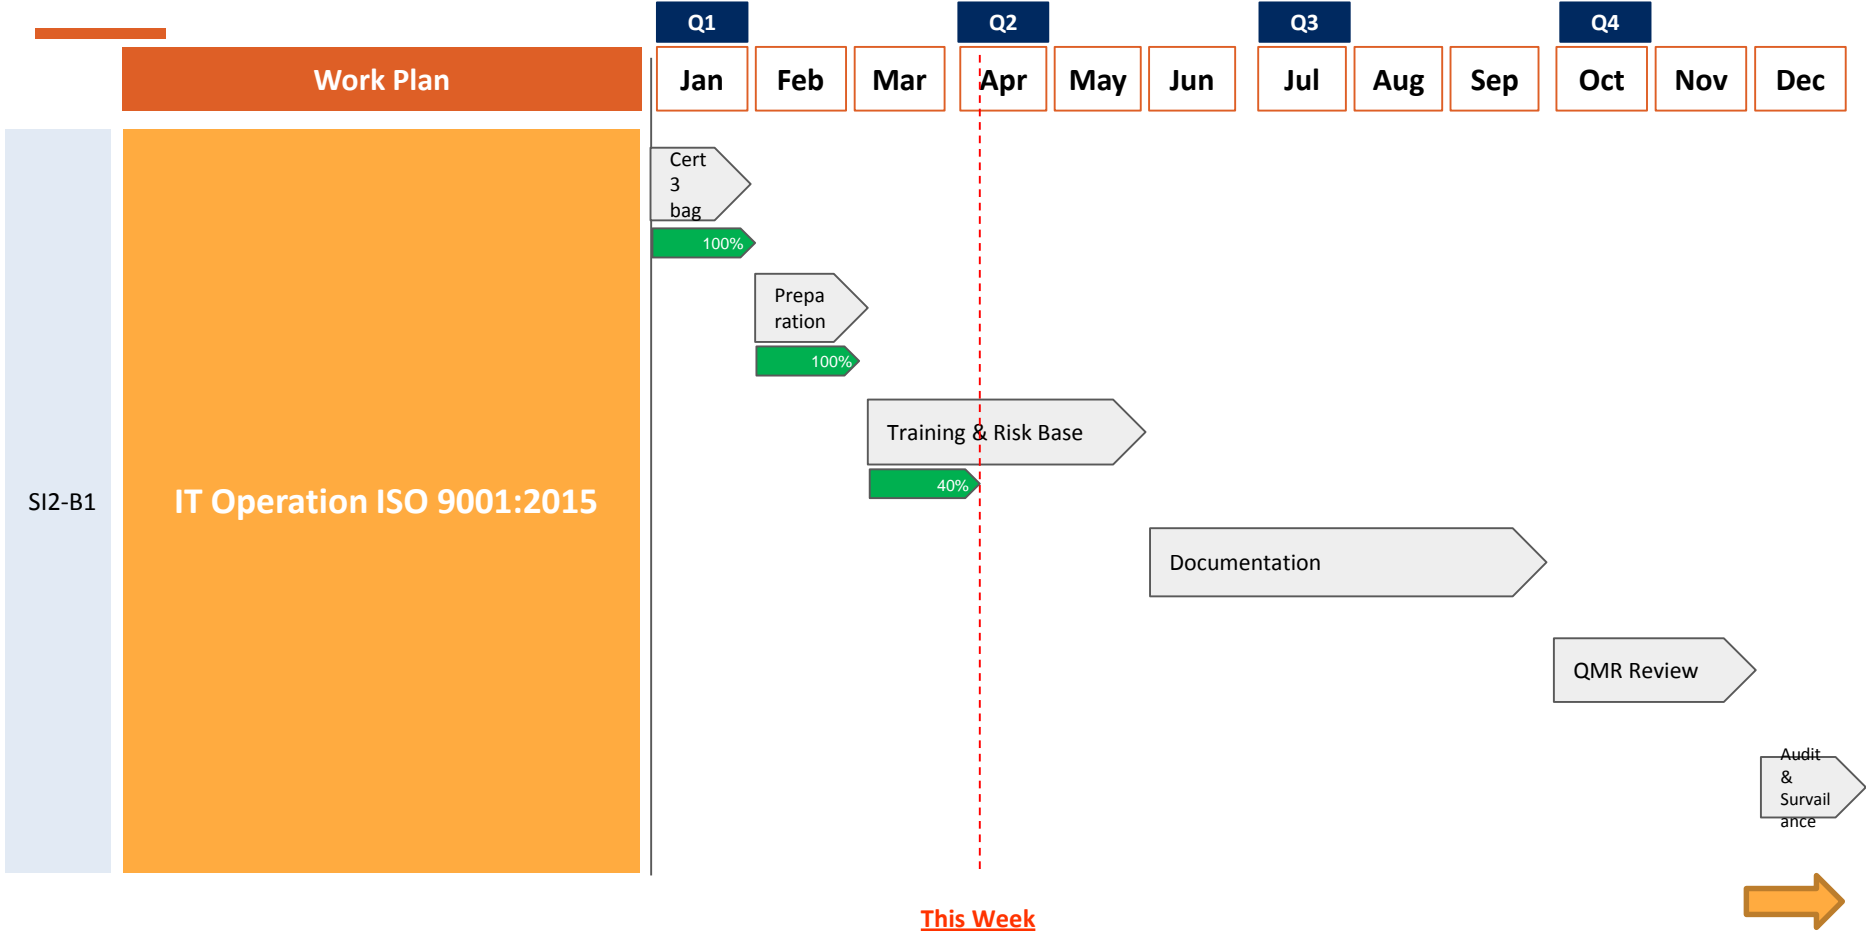 Q1 Q2 Q3 Q4
Work Plan Jan Feb Mar Apr May Jun Jul Aug Sep Oct Nov Dec
Cert
3
bag
100%
Prepa
ration
100%
Training & Risk Base
40%
SI2-B1
IT Operation ISO 9001:2015
Documentation
QMR Review
Audit
&
Survail
ance
This Week